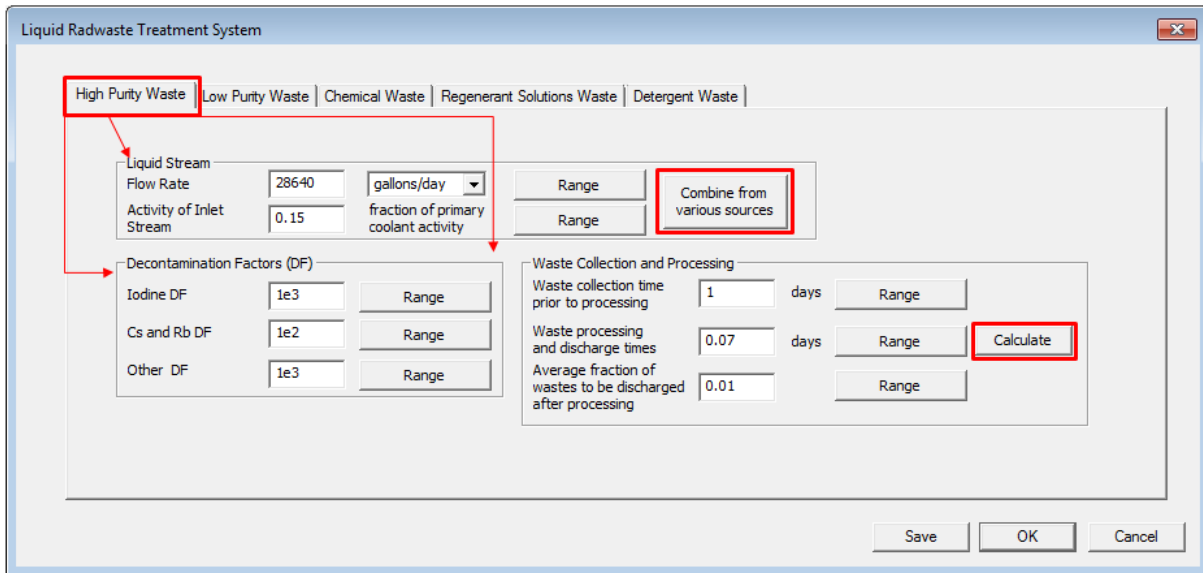 Liquid Radwaste Treatment System
High Purity Waste
Low Purity Waste
Chemical Waste
Regenerant Solutions Waste
Detergent Waste
Liquid Stream
Flow Rate
28640
gallons/day
Range
Activity of Inlet
Stream
0.15
fraction of primary
coolant activity
Range
Combine from
various sources
Decontamination Factors (DF)
Iodine DF
1e3
Range
Cs and Rb DF
1e2
Range
Other DF
1e3
Range
Waste Collection and Processing
Waste collection time
prior to processing
1
days
Range
Waste processing
and discharge times
0.07
days
Range
Calculate
Average fraction of
wastes to be discharged
after processing
0.01
Range
Save
OK
Cancel